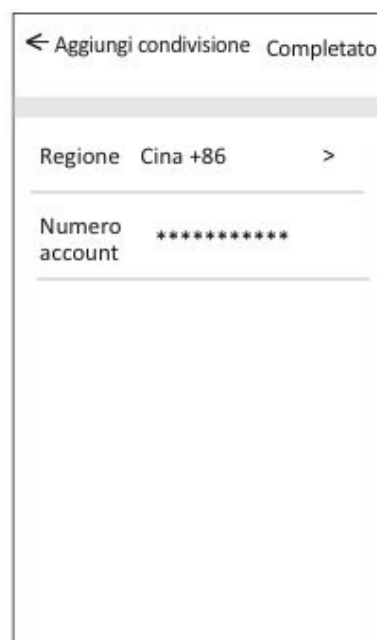 ← Aggiungi condivisione Completato
Regione Cina +86 >
Numero
account ***********